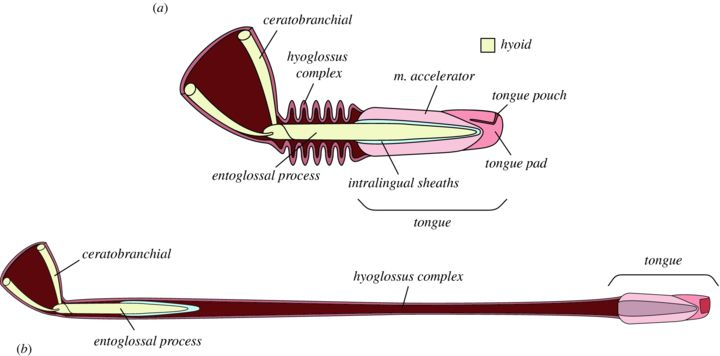 (a)
ceratobranchial
hyoid
hyoglossus
complex
m. accelerator
tongue pouch
tongue pad
entoglossal process
intralingual sheaths
tongue
ceratobranchial
tongue
hyoglossus complex
entoglossal process
(b)